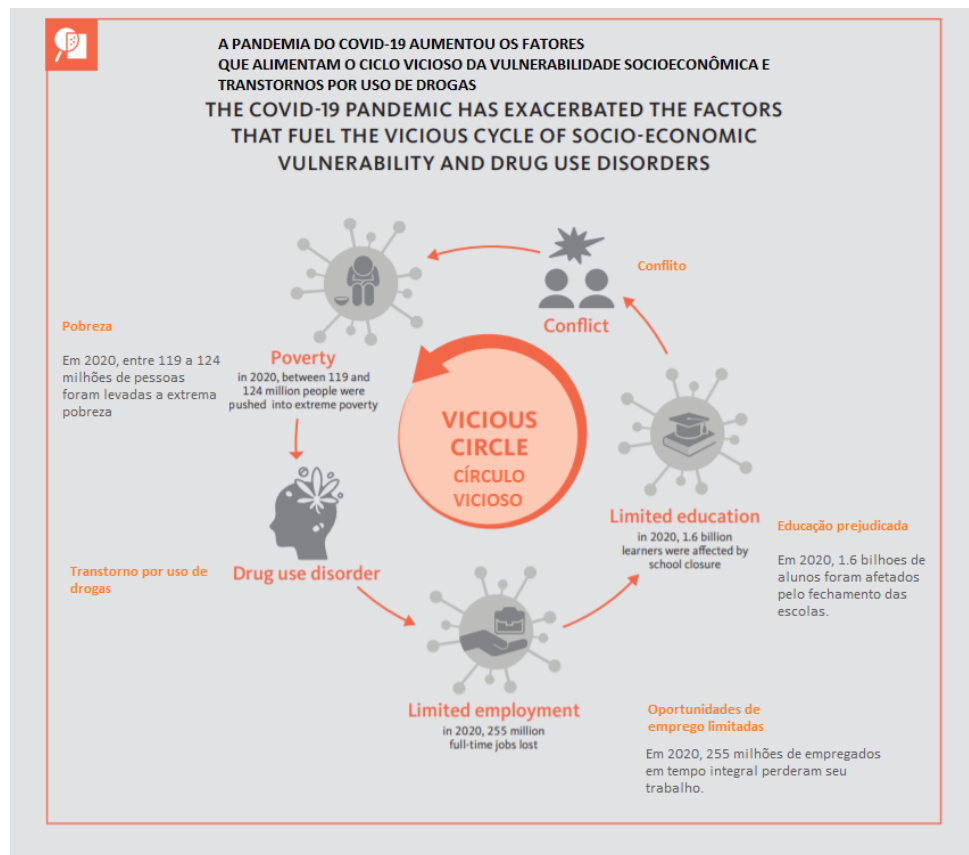 A PANDEMIA DO COVID-19 AUMENTOU OS FATORES
QUE ALIMENTAM O CICLO VICIOSO DA VULNERABILIDADE SOCIOECONÔMICA E
TRANSTORNOS POR USO DE DROGAS
THE COVID-19 PANDEMIC HAS EXACERBATED THE FACTORS
THAT FUEL THE VICIOUS CYCLE OF SOCIO-ECONOMIC
VULNERABILITY AND DRUG USE DISORDERS
Conflito
Conflict
Pobreza
Em 2020, entre 119 a 124
milhões de pessoas
foram levadas a extrema
pobreza
Poverty
in 2020, between 119 and
124 million people were
pushed into extreme poverty
VICIOUS
CIRCLE
CÍRCULO
VICIOSO
Limited education
in 2020, 1.6 billion
learners were affected by
school closure
Educação prejudicada
Em 2020, 1.6 bilhoes de
alunos foram afetados
pelo fechamento das
escolas.
Transtorno por uso de
drogas
Drug use disorder
Limited employment
in 2020, 255 million
full-time jobs lost
Oportunidades de
emprego limitadas
Em 2020, 255 milhões de empregados
em tempo integral perderam seu
trabalho.